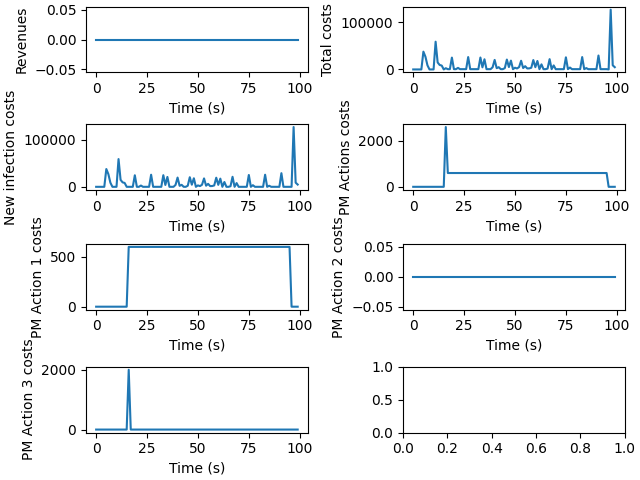 Revenues
0.05
0.00
−0.05
0 25 50 75 100
Time (s)
Total costs
100000
0
0 25 50 75 100
Time (s)
New infection costs
100000
0
0 25 50 75 100
Time (s)
PM Actions costs
2000
0
0 25 50 75 100
Time (s)
PM Action 1 costs
500
0
0 25 50 75 100
Time (s)
PM Action 2 costs
0.05
0.00
−0.05
0 25 50 75 100
Time (s)
PM Action 3 costs
2000
0
0 25 50 75 100
Time (s)
1.0
0.5
0.0
0.0 0.2 0.4 0.6 0.8 1.0